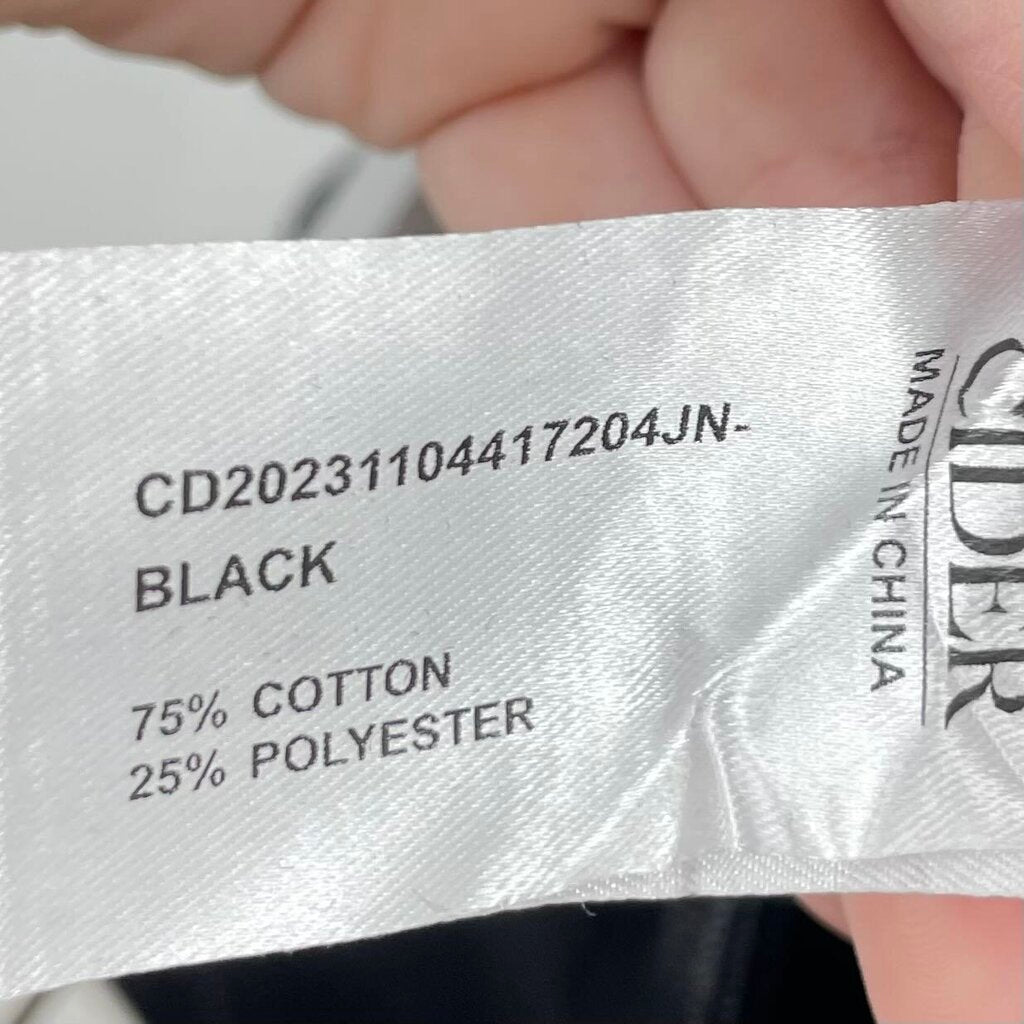 CD20231104417204JN-
BLACK
75% COTTON
25% POLYESTER
CIDER
MADE IN CHINA